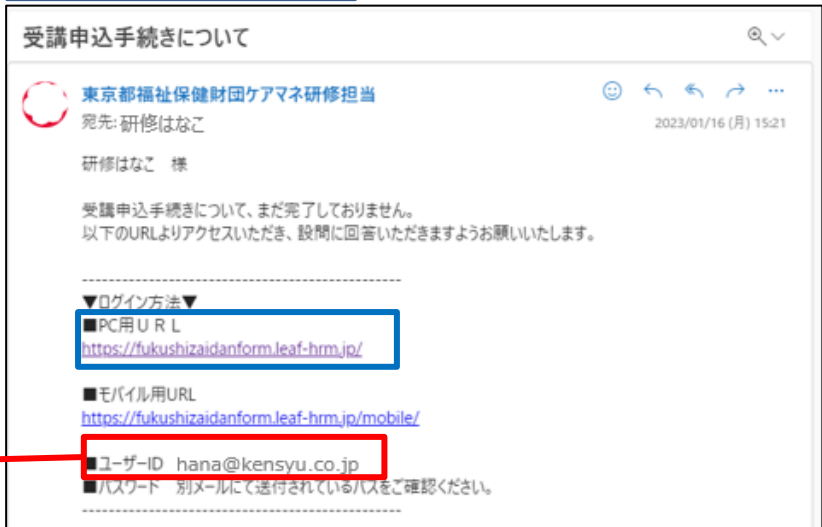 受講申込手続きについて
東京都福祉保健財団ケアマネ研修担当
宛先: 研修はなこ
2023/01/16 (月) 15:21
研修はなこ 様
受講申込手続きについて、まだ完了しておりません。
以下のURLよりアクセスいただき、設問に回答いただきますようお願いいたします。
------------------------------------------------
▼ログイン方法▼
■PC用ＵＲＬ
https://fukushizaidanform.leaf-hrm.jp/
■モバイル用URL
https://fukushizaidanform.leaf-hrm.jp/mobile/
■ユーザーID hana@kensyu.co.jp
■パスワード 別メールにて送付されているパスをご確認ください。
------------------------------------------------